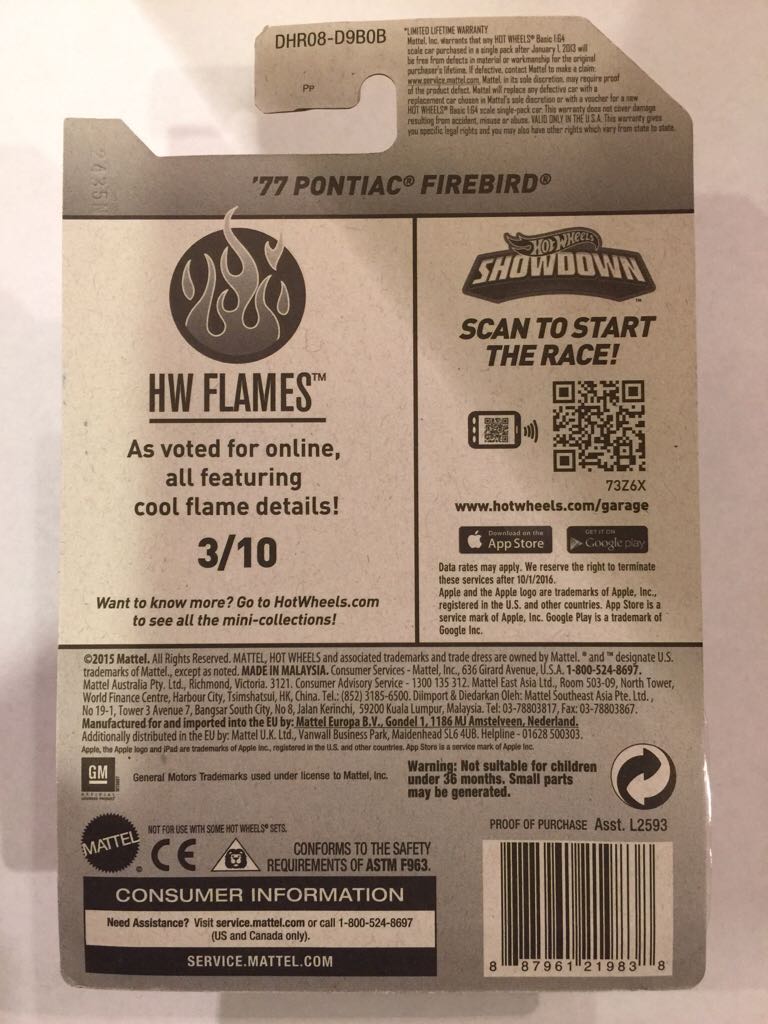 DHR08-D9B0B
PP
*LIMITED LIFETIME WARRANTY
Mattel, Inc. warrants that any HOT WHEELS® Basic 1:64
scale car purchased in a single pack after January 1, 2013 will
be free from defects in material or workmanship for the original
purchaser's lifetime. If defective, contact Mattel to make a claim:
www.service.mattel.com. Mattel, in its sole discretion, may require proof
of the product defect. Mattel will replace any defective car with a
replacement car chosen in Mattel's sole discretion or with a voucher for a new
HOT WHEELS® Basic 1:64 scale single-pack car. This warranty does not cover damage
resulting from accident, misuse or abuse. VALID ONLY IN THE U.S.A. This warranty gives
you specific legal rights and you may also have other rights which vary from state to state.
'77 PONTIAC® FIREBIRD®
HW FLAMES™
As voted for online,
all featuring
cool flame details!
3/10
Want to know more? Go to HotWheels.com
to see all the mini-collections!
HOT WHEELS
SHOWDOWN™
SCAN TO START
THE RACE!
73Z6X
www.hotwheels.com/garage
Download on the
App Store
GET IT ON
Google play
Data rates may apply. We reserve the right to terminate
these services after 10/1/2016.
Apple and the Apple logo are trademarks of Apple, Inc.,
registered in the U.S. and other countries. App Store is a
service mark of Apple, Inc. Google Play is a trademark of
Google Inc.
©2015 Mattel. All Rights Reserved. MATTEL, HOT WHEELS and associated trademarks and trade dress are owned by Mattel. ® and ™ designate U.S.
trademarks of Mattel, except as noted. MADE IN MALAYSIA. Consumer Services - Mattel, Inc., 636 Girard Avenue, U.S.A. 1-800-524-8697.
Mattel Australia Pty. Ltd., Richmond, Victoria. 3121. Consumer Advisory Service - 1300 135 312. Mattel East Asia Ltd., Room 503-09, North Tower,
World Finance Centre, Harbour City, Tsimshatsui, HK, China. Tel.: (852) 3185-6500. Diimport & Diedarkan Oleh: Mattel Southeast Asia Pte. Ltd.,
No 19-1, Tower 3 Avenue 7, Bangsar South City, No 8, Jalan Kerinchi, 59200 Kuala Lumpur, Malaysia. Tel: 03-78803817, Fax: 03-78803867.
Manufactured for and imported into the EU by: Mattel Europa B.V., Gondel 1, 1186 MJ Amstelveen, Nederland.
Additionally distributed in the EU by: Mattel U.K. Ltd., Vanwall Business Park, Maidenhead SL6 4UB. Helpline - 01628 500303.
Apple, the Apple logo and iPad are trademarks of Apple Inc., registered in the U.S. and other countries. App Store is a service mark of Apple Inc.
GM
General Motors Trademarks used under license to Mattel, Inc.
Warning: Not suitable for children
under 36 months. Small parts
may be generated.
PROOF OF PURCHASE Asst. L2593
MATTEL
NOT FOR USE WITH SOME HOT WHEELS® SETS.
CE
CONFORMS TO THE SAFETY
REQUIREMENTS OF ASTM F963.
CONSUMER INFORMATION
Need Assistance? Visit service.mattel.com or call 1-800-524-8697
(US and Canada only).
SERVICE.MATTEL.COM
8 87961 21983 8